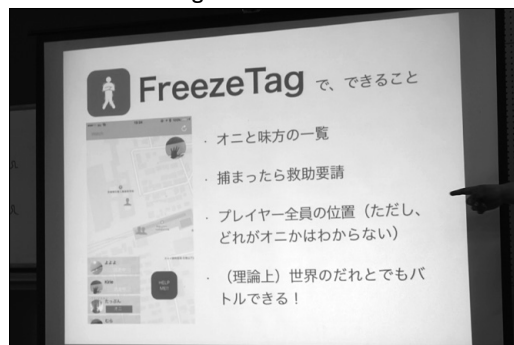 FreezeTag で、できること
・ オニと味方の一覧
・ 捕まったら救助要請
・ プレイヤー全員の位置（ただし、
どれがオニかはわからない）
・ （理論上）世界のだれとでもバ
トルできる！
HELP
ME!!